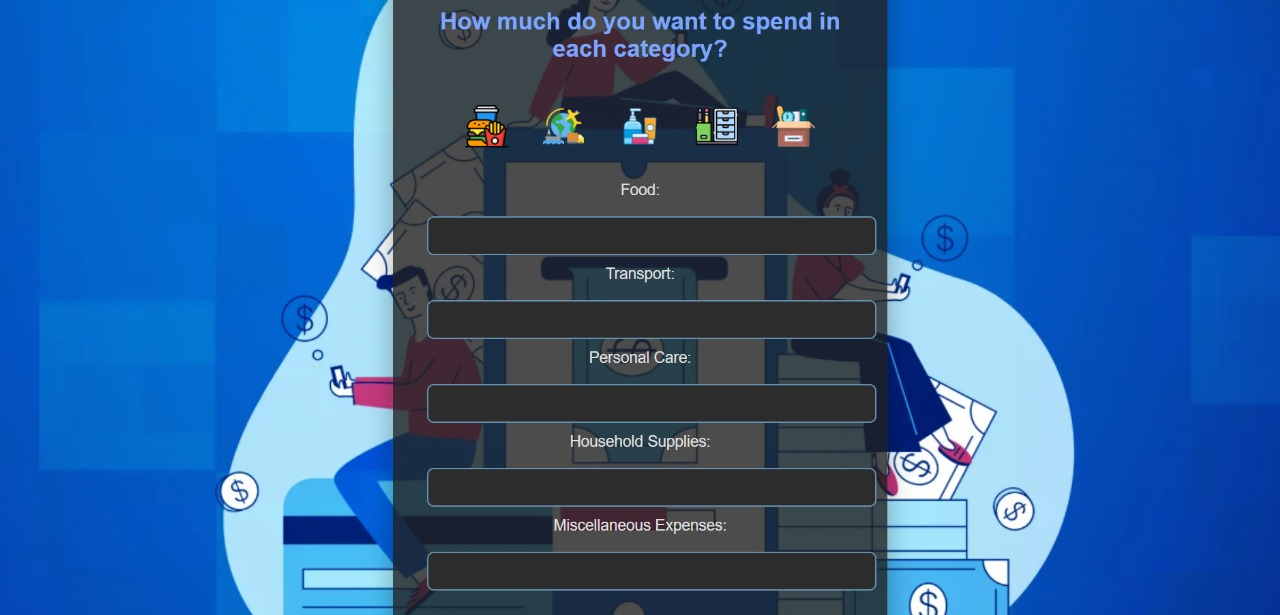 How much do you want to spend in
each category?
Food:
Transport:
Personal Care:
Household Supplies:
Miscellaneous Expenses: